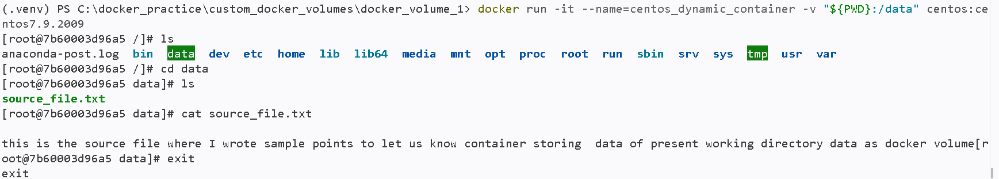 (.venv) PS C:\docker_practice\custom_docker_volumes\docker_volume_1> docker run -it --name=centos_dynamic_container -v "${PWD}:/data" centos:ce
ntos7.9.2009
[root@7b60003d96a5 /]# ls
anaconda-post.log  bin  data  dev  etc  home  lib  lib64  media  mnt  opt  proc  root  run  sbin  srv  sys  tmp  usr  var
[root@7b60003d96a5 /]# cd data
[root@7b60003d96a5 data]# ls
source_file.txt
[root@7b60003d96a5 data]# cat source_file.txt
this is the source file where I wrote sample points to let us know container storing  data of present working directory data as docker volume[r
oot@7b60003d96a5 data]# exit
exit